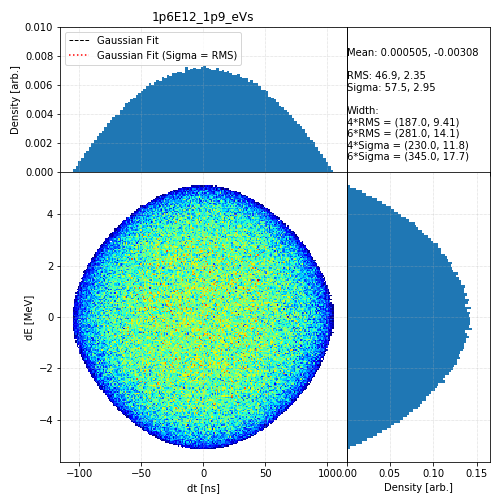 1p6E12_1p9_eVs
0.010
0.008
0.006
0.004
0.002
0.000
Density [arb.]
Gaussian Fit
Gaussian Fit (Sigma = RMS)
Mean: 0.000505, -0.00308
RMS: 46.9, 2.35
Sigma: 57.5, 2.95
Width:
4*RMS = (187.0, 9.41)
6*RMS = (281.0, 14.1)
4*Sigma = (230.0, 11.8)
6*Sigma = (345.0, 17.7)
4
2
0
−2
−4
dE [MeV]
−100
−50
0
50
100
dt [ns]
0.00
0.05
0.10
0.15
Density [arb.]